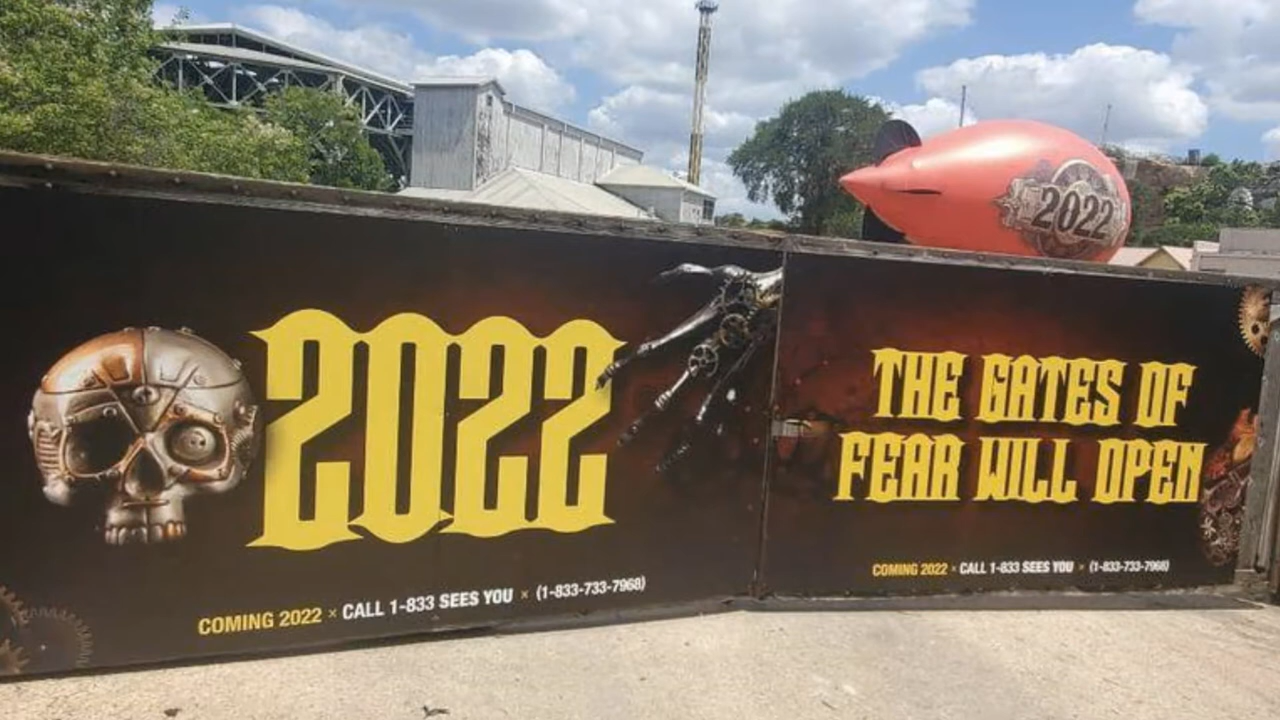 2022
2022
THE GATES OF
FEAR WILL OPEN
COMING 2022 × CALL 1-833 SEES YOU × (1-833-733-7968)
COMING 2022 × CALL 1-833 SEES YOU × (1-833-733-7968)